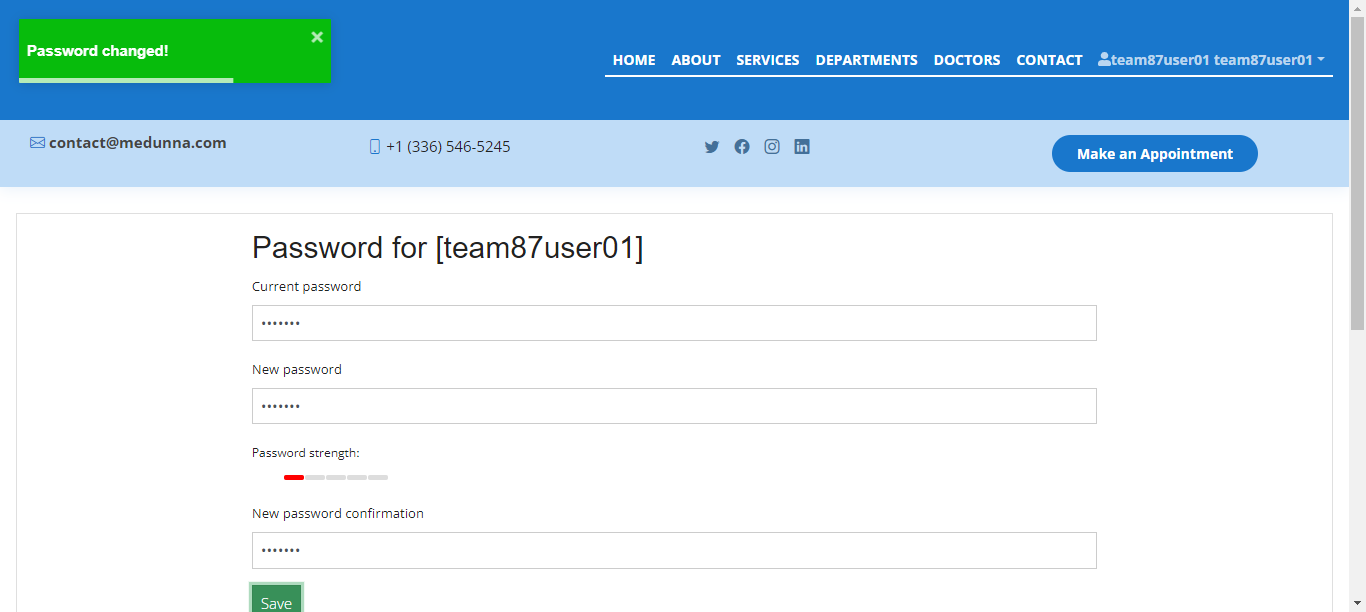 Password changed!
×
HOME ABOUT SERVICES DEPARTMENTS DOCTORS CONTACT team87user01 team87user01
contact@medunna.com +1 (336) 546-5245 Make an Appointment
Password for [team87user01]
Current password
•••••••
New password
•••••••
Password strength:
New password confirmation
•••••••
Save